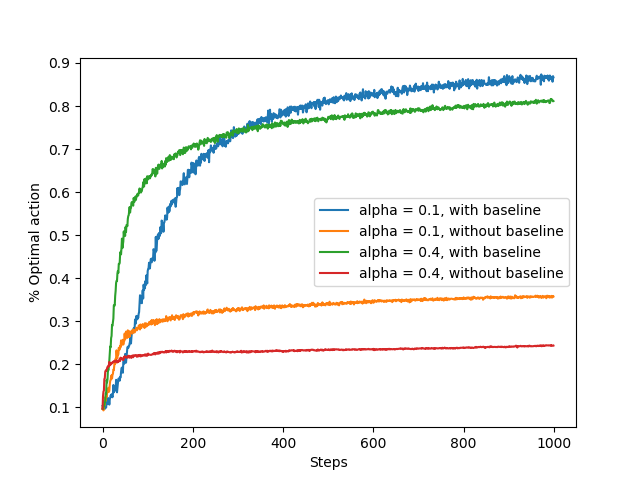 0.9
0.8
0.7
0.6
0.5
0.4
0.3
0.2
0.1
% Optimal action
alpha = 0.1, with baseline
alpha = 0.1, without baseline
alpha = 0.4, with baseline
alpha = 0.4, without baseline
0 200 400 600 800 1000
Steps